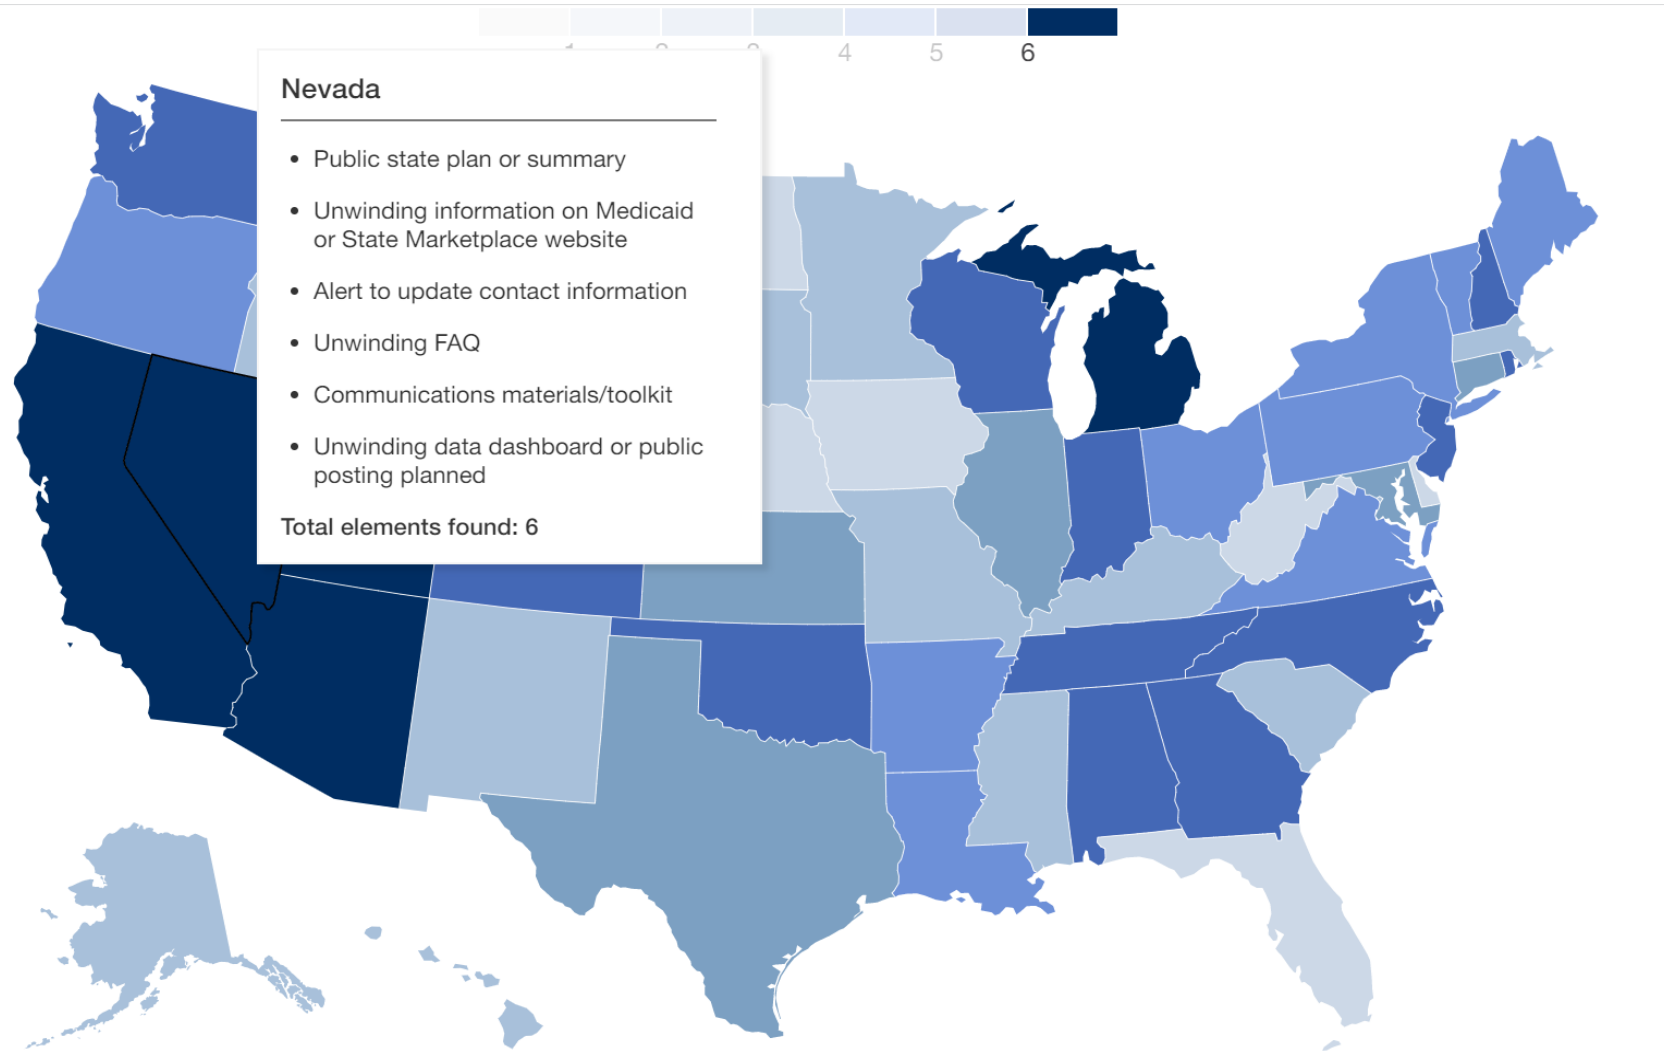 4 5 6
Nevada
• Public state plan or summary
• Unwinding information on Medicaid
or State Marketplace website
• Alert to update contact information
• Unwinding FAQ
• Communications materials/toolkit
• Unwinding data dashboard or public
posting planned
Total elements found: 6